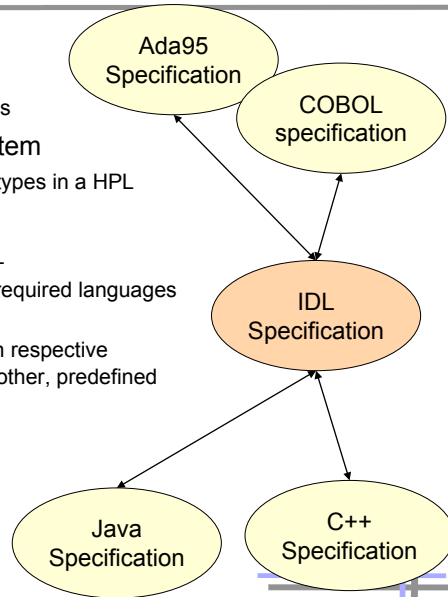 Ada95
Specification
COBOL
specification
s
tem
types in a HPL
required languages
IDL
Specification
n respective
other, predefined
Java
Specification
C++
Specification